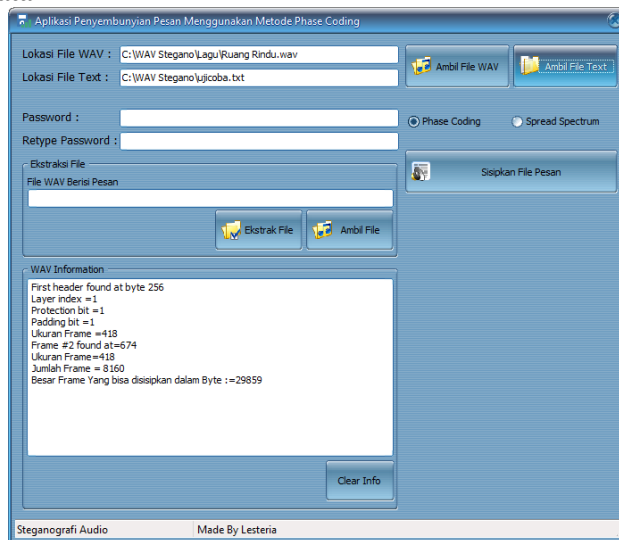 Aplikasi Penyembunyian Pesan Menggunakan Metode Phase Coding
Lokasi File WAV : C:\WAV Stegano\Lagu\Ruang Rindu.wav
Ambil File WAV
Ambil File Text
Lokasi File Text : C:\WAV Stegano\ujicoba.txt
Password :
Phase Coding
Spread Spectrum
Retype Password :
Sisipkan File Pesan
Ekstraksi File
File WAV Berisi Pesan
Ekstrak File
Ambil File
WAV Information
First header found at byte 256
Layer index =1
Protection bit =1
Padding bit =1
Ukuran Frame =418
Frame #2 found at=674
Ukuran Frame=418
Jumlah Frame = 8160
Besar Frame Yang bisa disisipkan dalam Byte :=29859
Clear Info
Steganografi Audio
Made By Lesteria